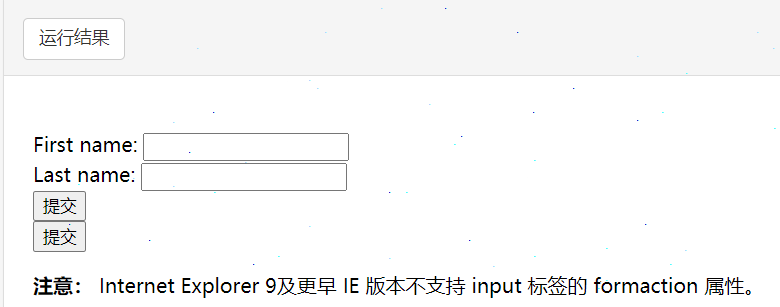 运行结果
First name:
Last name:
提交
提交
注意： Internet Explorer 9及更早 IE 版本不支持 input 标签的 formaction 属性。